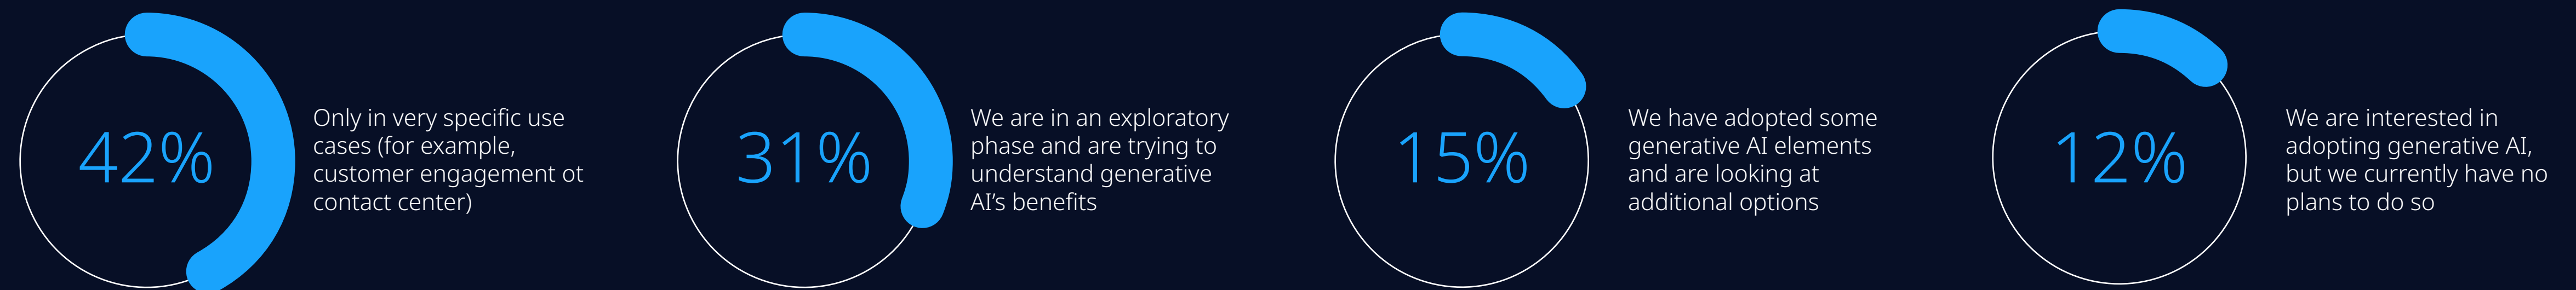 42%
Only in very specific use
cases (for example,
customer engagement ot
contact center)
31%
We are in an exploratory
phase and are trying to
understand generative
AI’s benefits
15%
We have adopted some
generative AI elements
and are looking at
additional options
12%
We are interested in
adopting generative AI,
but we currently have no
plans to do so